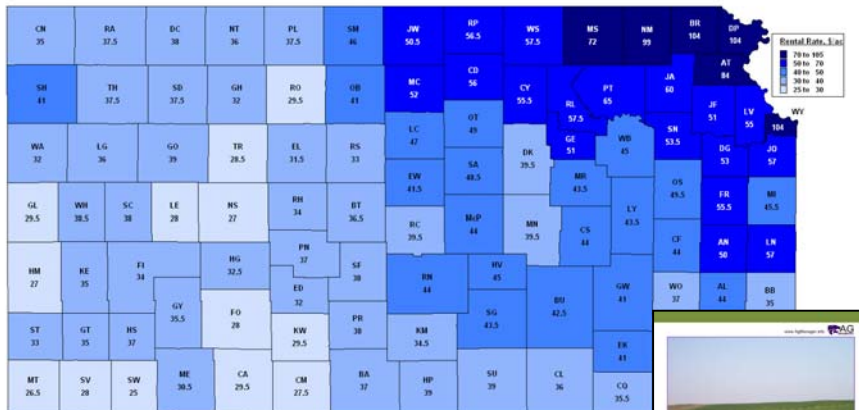 CN RA DC NT PL SM JW RP WS MS NM BR DP
35 37.5 38 36 37.5 46 50.5 56.5 57.5 72 99 104 104
Rental Rate, $/ac
70 to 105
50 to 70
40 to 50
30 to 40
25 to 30
AT
84
SH TH SD GH RO OB MC CD CY RL PT JA JF LV WY
41 37.5 37.5 32 29.5 41 52 56 55.5 57.5 65 60 51 55 104
WA LG GO TR EL RS LC OT DK GE WB SN DG JO
32 36 39 28.5 31.5 33 47 49 39.5 51 45 53.5 53 57
SA
40.5
GL WH SC LE NS RH BT EW MR LY OS FR MI
29.5 38.5 38 28 27 34 36.5 41.5 43.5 43.5 49.5 55.5 45.5
RC McP MN CS CF AN LN
39.5 44 39.5 44 44 50 57
HM KE FI HG PN SF RN HV BU GW WO AL BB
27 35 34 32.5 37 38 44 45 42.5 41 37 44 35
GY FO ED
35.5 28 32
ST GT HS KW PR KM SG EK
33 35 37 29.5 38 34.5 43.5 41
MT SV SW ME CA CM BA HP SU CL CQ
26.5 28 25 30.5 29.5 27.5 37 39 39 36 35.5
www.AgManager.info AG